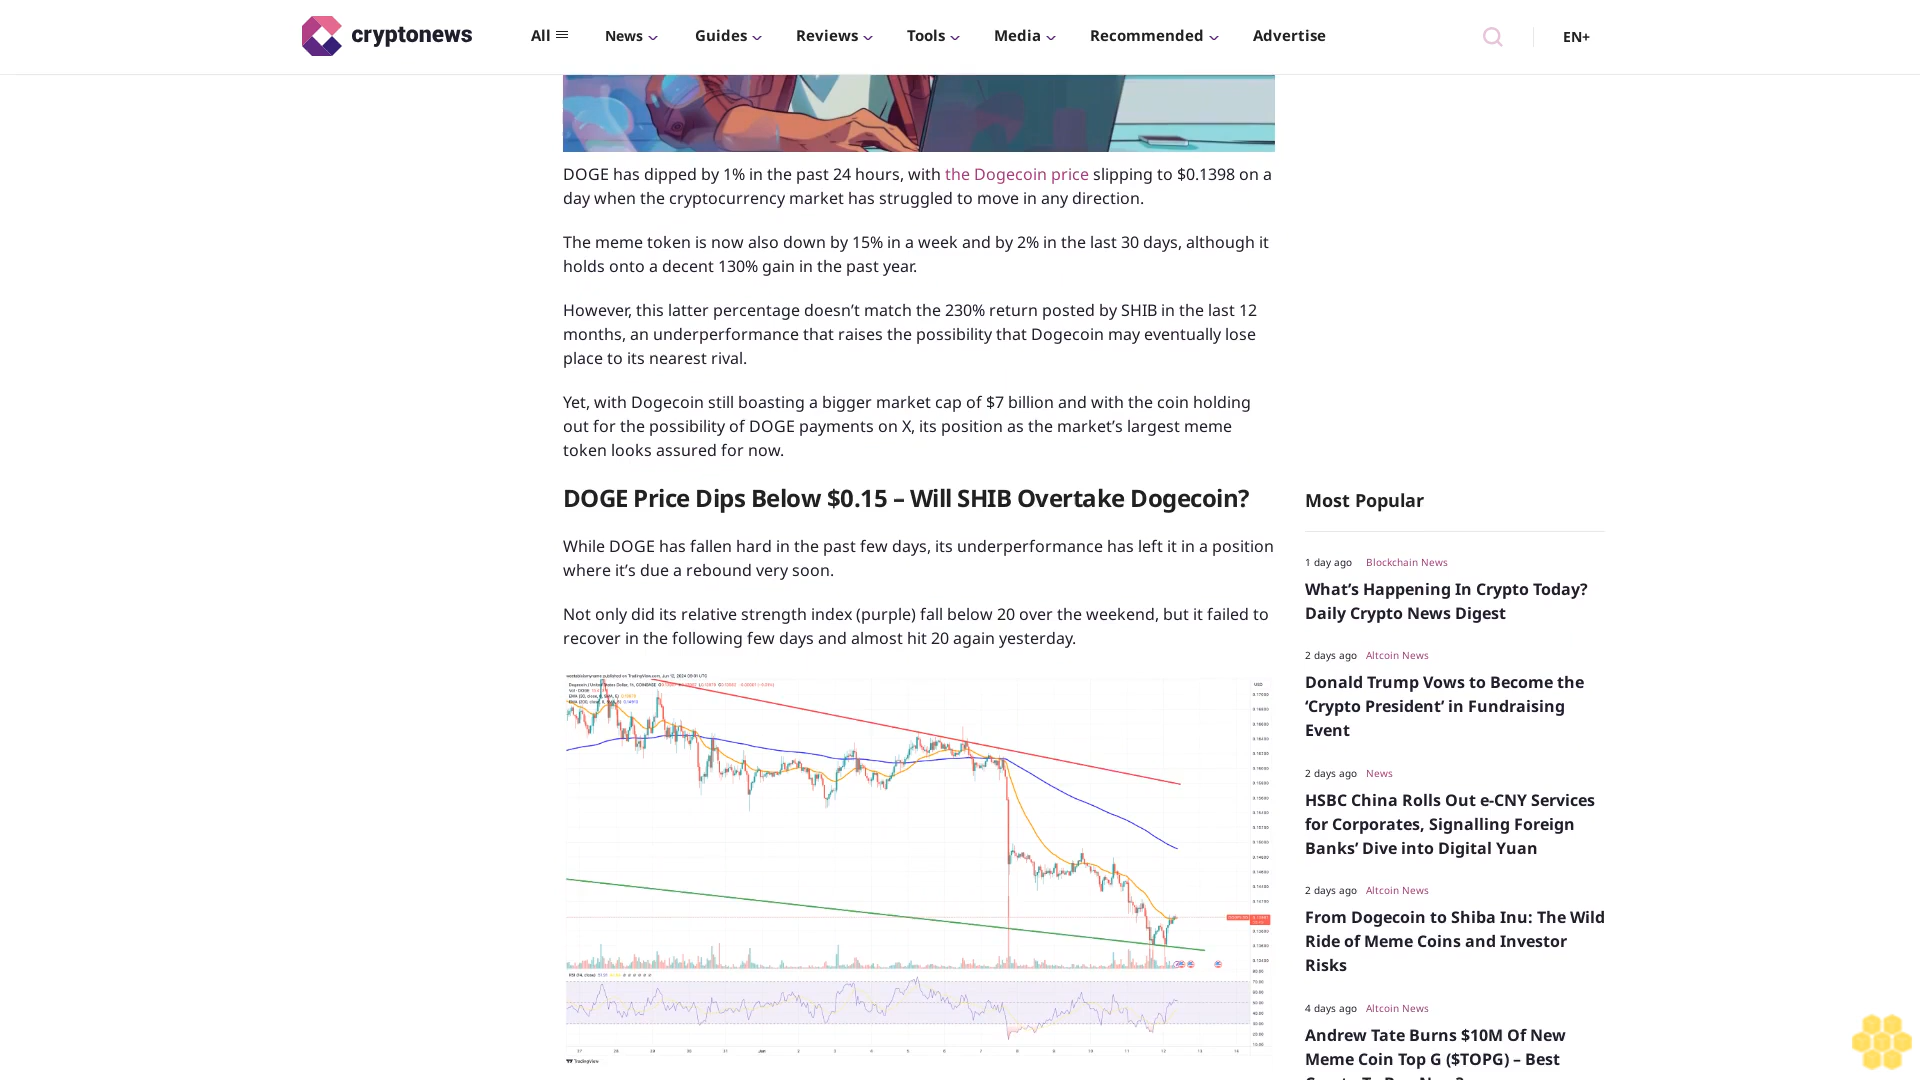 cryptonews
All
News
Guides
Reviews
Tools
Media
Recommended
Advertise
EN+
DOGE has dipped by 1% in the past 24 hours, with the Dogecoin price slipping to $0.1398 on a
day when the cryptocurrency market has struggled to move in any direction.
The meme token is now also down by 15% in a week and by 2% in the last 30 days, although it
holds onto a decent 130% gain in the past year.
However, this latter percentage doesn’t match the 230% return posted by SHIB in the last 12
months, an underperformance that raises the possibility that Dogecoin may eventually lose
place to its nearest rival.
Yet, with Dogecoin still boasting a bigger market cap of $7 billion and with the coin holding
out for the possibility of DOGE payments on X, its position as the market’s largest meme
token looks assured for now.
DOGE Price Dips Below $0.15 – Will SHIB Overtake Dogecoin?
While DOGE has fallen hard in the past few days, its underperformance has left it in a position
where it’s due a rebound very soon.
Not only did its relative strength index (purple) fall below 20 over the weekend, but it failed to
recover in the following few days and almost hit 20 again yesterday.
TradingView
Most Popular
1 day ago Blockchain News
What’s Happening In Crypto Today?
Daily Crypto News Digest
2 days ago Altcoin News
Donald Trump Vows to Become the
‘Crypto President’ in Fundraising
Event
2 days ago News
HSBC China Rolls Out e-CNY Services
for Corporates, Signalling Foreign
Banks’ Dive into Digital Yuan
2 days ago Altcoin News
From Dogecoin to Shiba Inu: The Wild
Ride of Meme Coins and Investor
Risks
4 days ago Altcoin News
Andrew Tate Burns $10M Of New
Meme Coin Top G ($TOPG) – Best